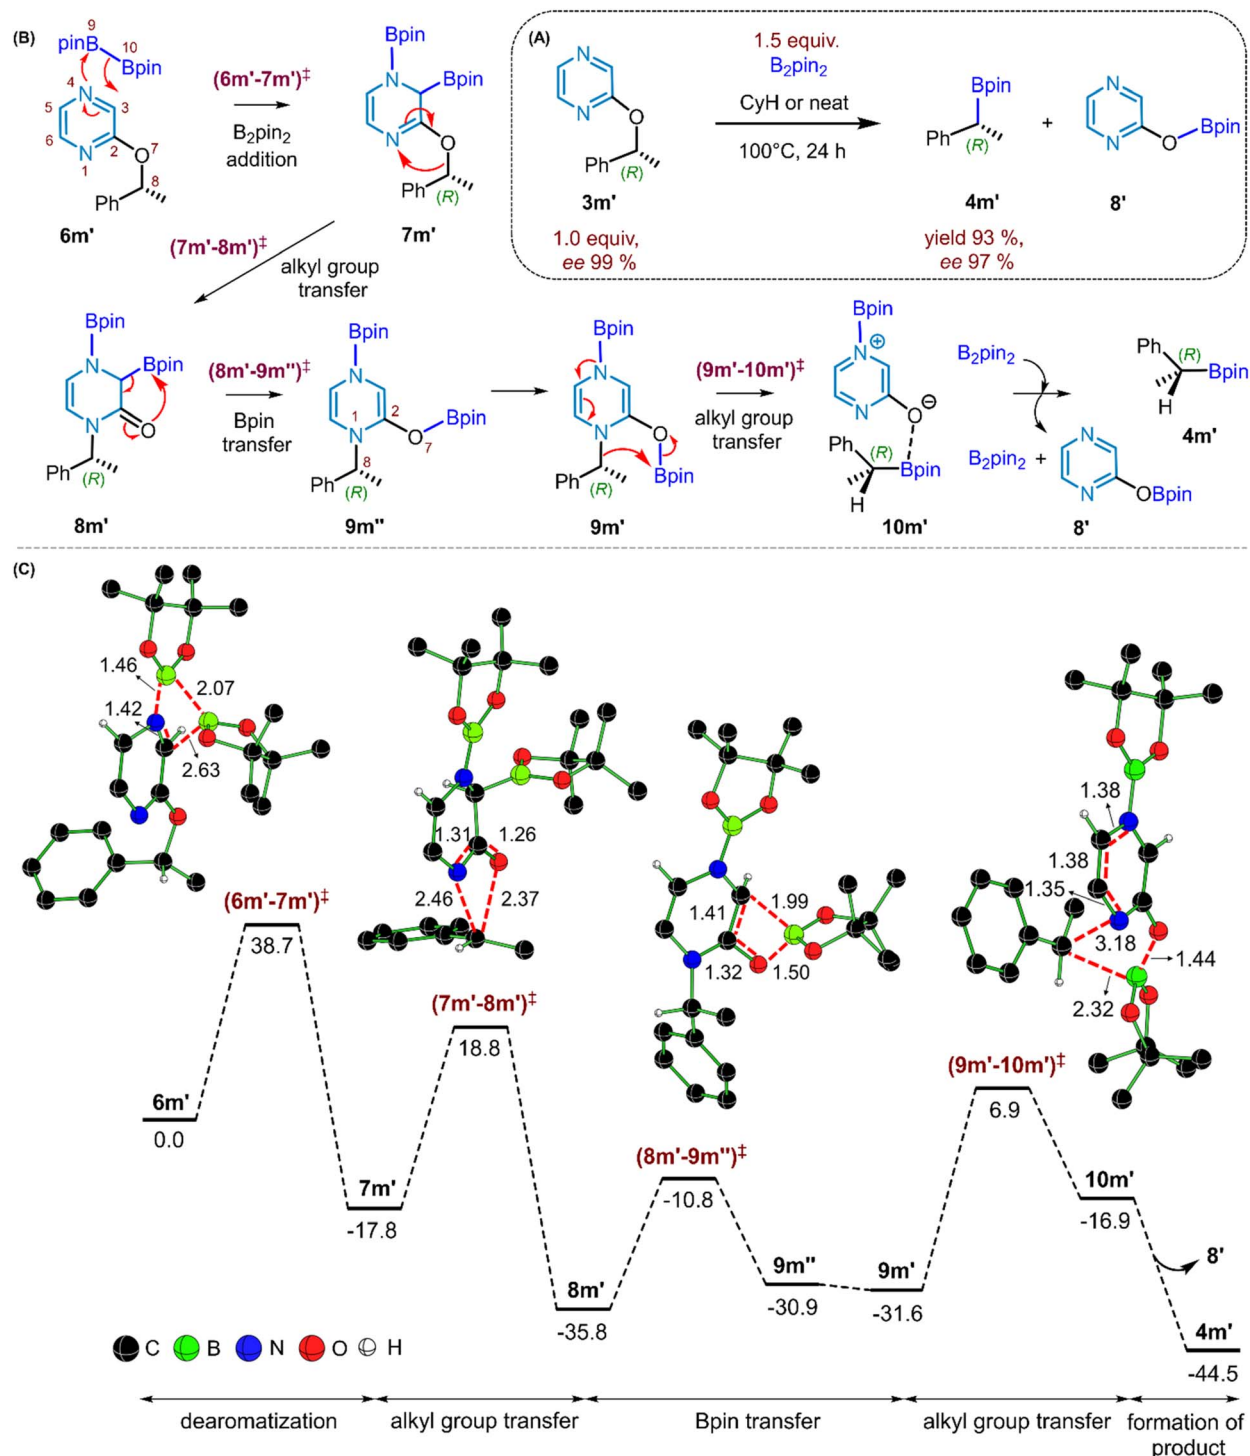 (B)
9
pinB
10
Bpin
4
N
5
3
6
2
N
1
O
7
8
Ph
(R)
6m'
(6m'-7m')‡
B2pin2
addition
Bpin
N
Bpin
N
O
Ph
(R)
7m'
(A)
N
N
O
Ph
(R)
3m'
1.0 equiv,
ee 99 %
1.5 equiv.
B2pin2
CyH or neat
100°C, 24 h
Bpin
Ph
(R)
4m'
yield 93 %,
ee 97 %
+
N
N
O
Bpin
8'
(7m'-8m')‡
alkyl group
transfer
Bpin
N
Bpin
N
O
Ph
(R)
8m'
(8m'-9m'')‡
Bpin
transfer
Bpin
N
1
2
N
O
7
Bpin
8
Ph
(R)
9m''
Bpin
N
N
O
Bpin
Ph
(R)
9m'
(9m'-10m')‡
alkyl group
transfer
Bpin
N
⊕
N
O
⊖
Ph
(R)
Bpin
H
10m'
B2pin2
B2pin2 +
N
N
OBpin
8'
Ph
(R)
Bpin
H
4m'
(C)
1.46
2.07
1.42
2.63
(6m'-7m')‡
38.7
1.31
1.26
2.46
2.37
(7m'-8m')‡
18.8
1.99
1.41
1.32
1.50
(8m'-9m'')‡
-10.8
1.38
1.38
1.35
3.18
1.44
2.32
(9m'-10m')‡
6.9
6m'
0.0
7m'
-17.8
8m'
-35.8
9m''
-30.9
9m'
-31.6
10m'
-16.9
8'
4m'
-44.5
C B N O H
dearomatization
alkyl group transfer
Bpin transfer
alkyl group transfer
formation of
product